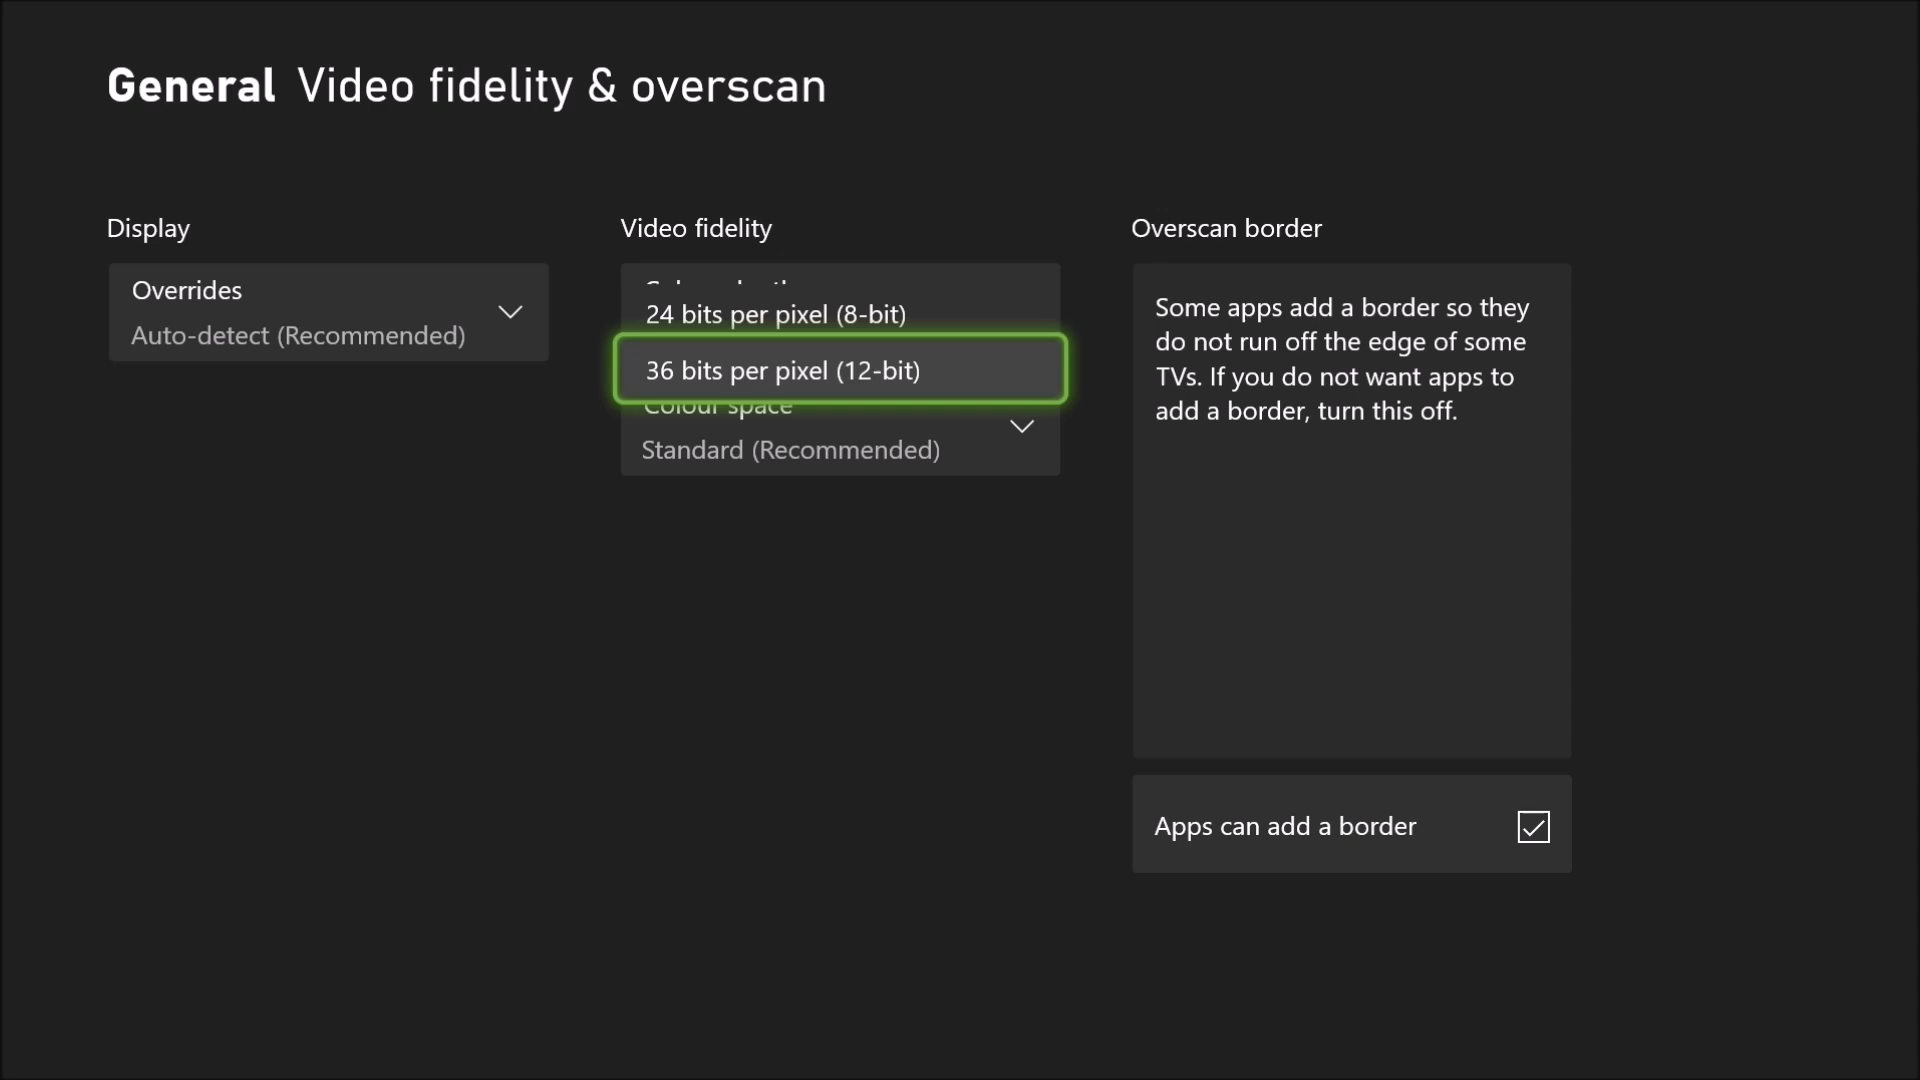 General Video fidelity & overscan
Display
Overrides
Auto-detect (Recommended)
Video fidelity
24 bits per pixel (8-bit)
36 bits per pixel (12-bit)
Colour space
Standard (Recommended)
Overscan border
Some apps add a border so they
do not run off the edge of some
TVs. If you do not want apps to
add a border, turn this off.
Apps can add a border